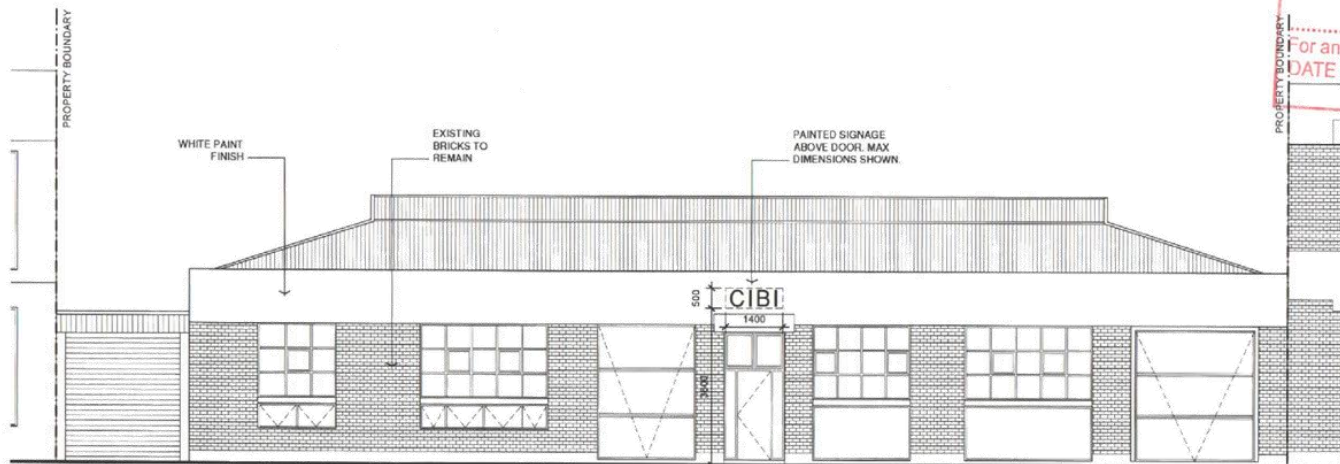 PROPERTY BOUNDARY
WHITE PAINT
FINISH
EXISTING
BRICKS TO
REMAIN
PAINTED SIGNAGE
ABOVE DOOR. MAX
DIMENSIONS SHOWN.
PROPERTY BOUNDARY
For an
DATE
500
CIBI
1400